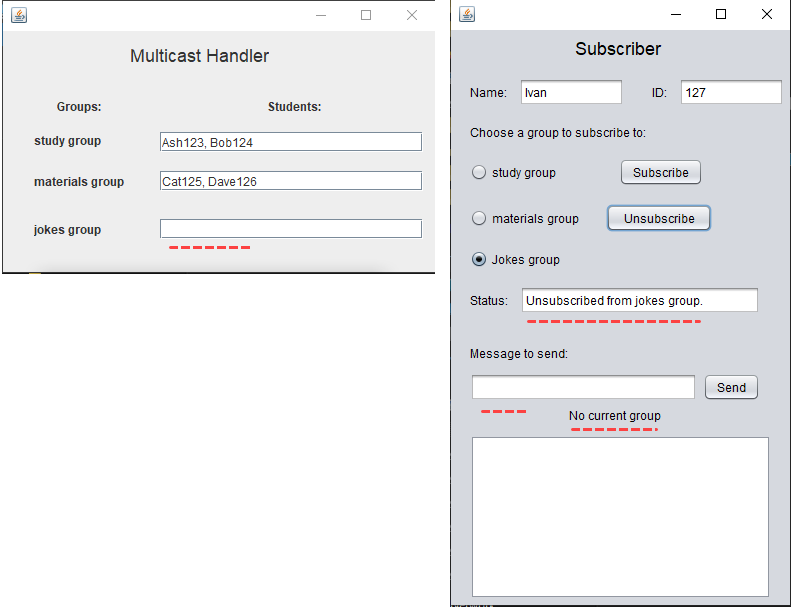 Multicast Handler
Groups: Students:
study group Ash123, Bob124
materials group Cat125, Dave126
jokes group
Subscriber
Name: Ivan ID: 127
Choose a group to subscribe to:
study group Subscribe
materials group Unsubscribe
Jokes group
Status: Unsubscribed from jokes group.
Message to send:
Send
No current group